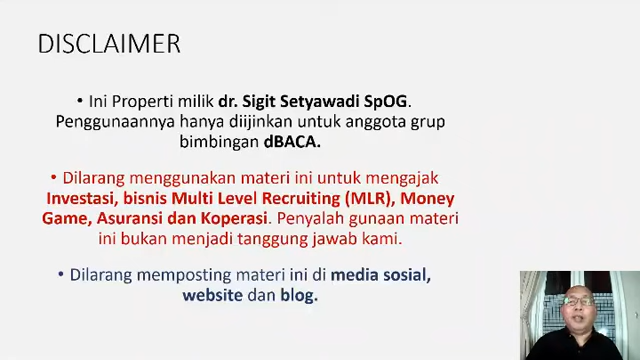 DISCLAIMER
• Ini Properti milik dr. Sigit Setyawadi SpOG.
Penggunaannya hanya diijinkan untuk anggota grup
bimbingan dBACA.
• Dilarang menggunakan materi ini untuk mengajak
Investasi, bisnis Multi Level Recruiting (MLR), Money
Game, Asuransi dan Koperasi. Penyalah gunaan materi
ini bukan menjadi tanggung jawab kami.
• Dilarang memposting materi ini di media sosial,
website dan blog.